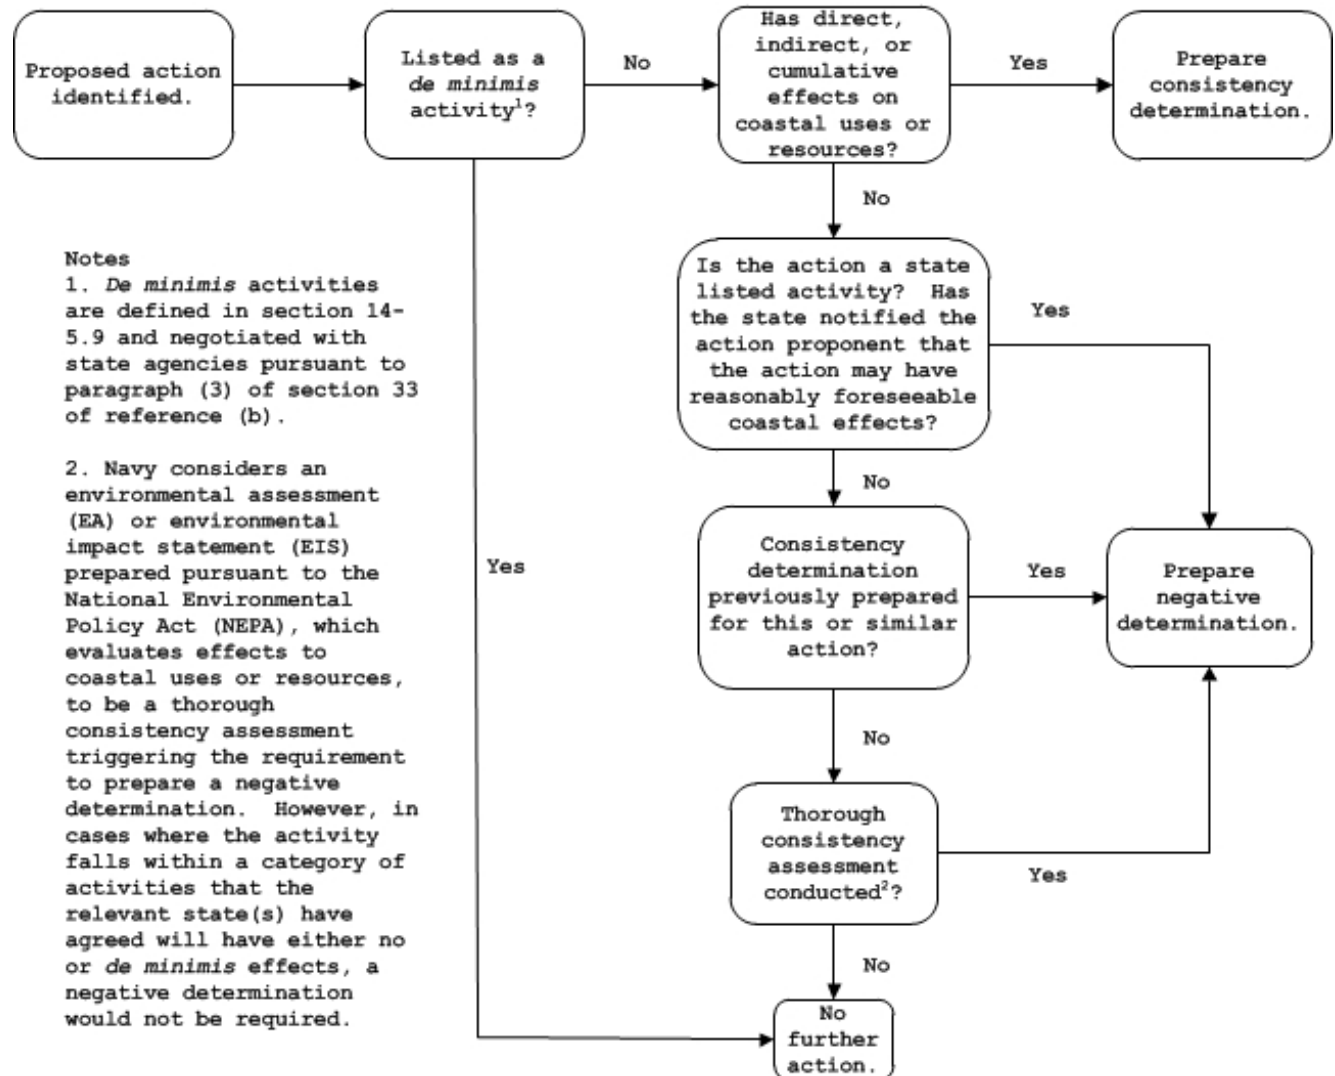 Proposed action
identified.
Listed as a
de minimis
activity¹?
No
Has direct,
indirect, or
cumulative
effects on
coastal uses or
resources?
Yes
Prepare
consistency
determination.
No
Is the action a state
listed activity?  Has
the state notified the
action proponent that
the action may have
reasonably foreseeable
coastal effects?
Yes
No
Consistency
determination
previously prepared
for this or similar
action?
Yes
Prepare
negative
determination.
No
Thorough
consistency
assessment
conducted²?
Yes
No
No
further
action.
Yes
Notes
1. De minimis activities
are defined in section 14-
5.9 and negotiated with
state agencies pursuant to
paragraph (3) of section 33
of reference (b).
2. Navy considers an
environmental assessment
(EA) or environmental
impact statement (EIS)
prepared pursuant to the
National Environmental
Policy Act (NEPA), which
evaluates effects to
coastal uses or resources,
to be a thorough
consistency assessment
triggering the requirement
to prepare a negative
determination.  However, in
cases where the activity
falls within a category of
activities that the
relevant state(s) have
agreed will have either no
or de minimis effects, a
negative determination
would not be required.